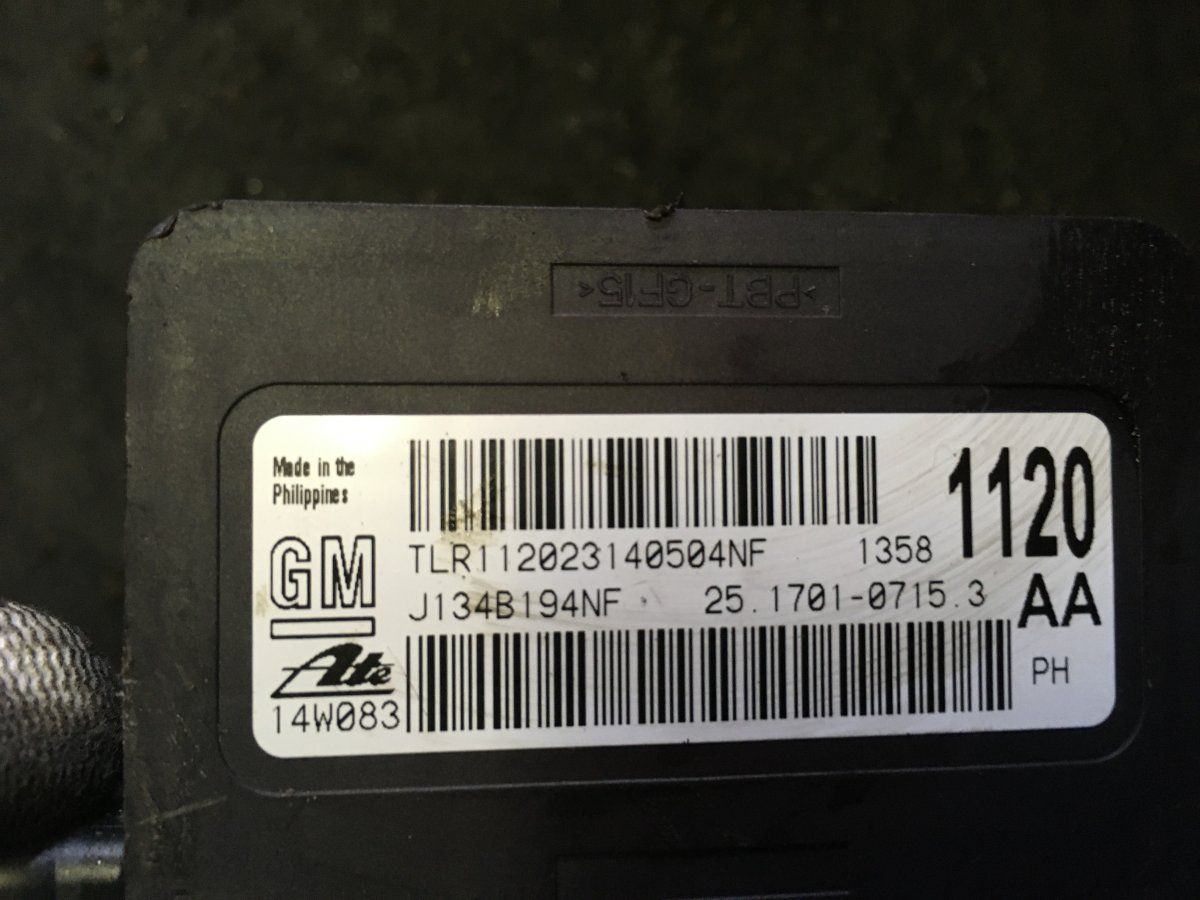 >PBT-GF15<
Made in the
Philippines
GM
Ate
14W083
TLR112023140504NF 1358
J134B194NF 25.1701-0715.3
1120
AA
PH